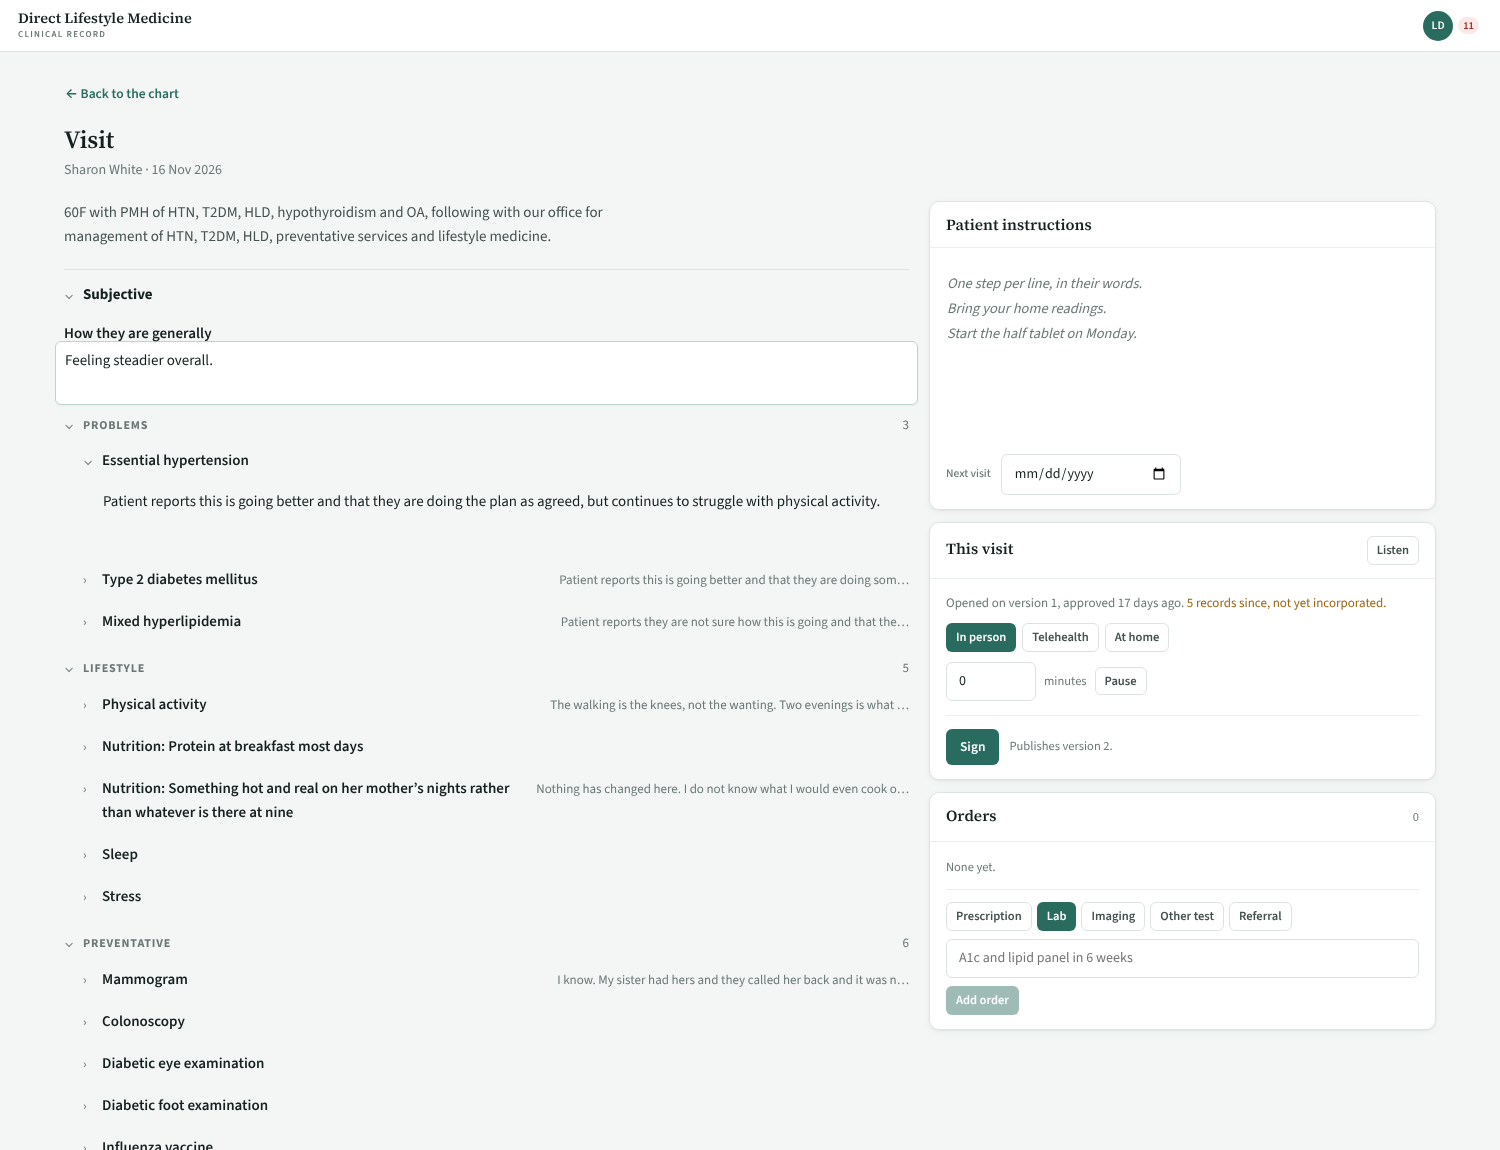 Direct Lifestyle Medicine
CLINICAL RECORD
LD
11
← Back to the chart
Visit
Sharon White · 16 Nov 2026
60F with PMH of HTN, T2DM, HLD, hypothyroidism and OA, following with our office for
management of HTN, T2DM, HLD, preventative services and lifestyle medicine.
Subjective
How they are generally
Feeling steadier overall.
PROBLEMS 3
Essential hypertension
Patient reports this is going better and that they are doing the plan as agreed, but continues to struggle with physical activity.
Type 2 diabetes mellitus Patient reports this is going better and that they are doing som…
Mixed hyperlipidemia Patient reports they are not sure how this is going and that the…
LIFESTYLE 5
Physical activity The walking is the knees, not the wanting. Two evenings is what …
Nutrition: Protein at breakfast most days
Nutrition: Something hot and real on her mother’s nights rather Nothing has changed here. I do not know what I would even cook o…
than whatever is there at nine
Sleep
Stress
PREVENTATIVE 6
Mammogram I know. My sister had hers and they called her back and it was n…
Colonoscopy
Diabetic eye examination
Diabetic foot examination
Influenza vaccine
Patient instructions
One step per line, in their words.
Bring your home readings.
Start the half tablet on Monday.
Next visit mm/dd/yyyy
This visit Listen
Opened on version 1, approved 17 days ago. 5 records since, not yet incorporated.
In person Telehealth At home
0 minutes Pause
Sign Publishes version 2.
Orders 0
None yet.
Prescription Lab Imaging Other test Referral
A1c and lipid panel in 6 weeks
Add order